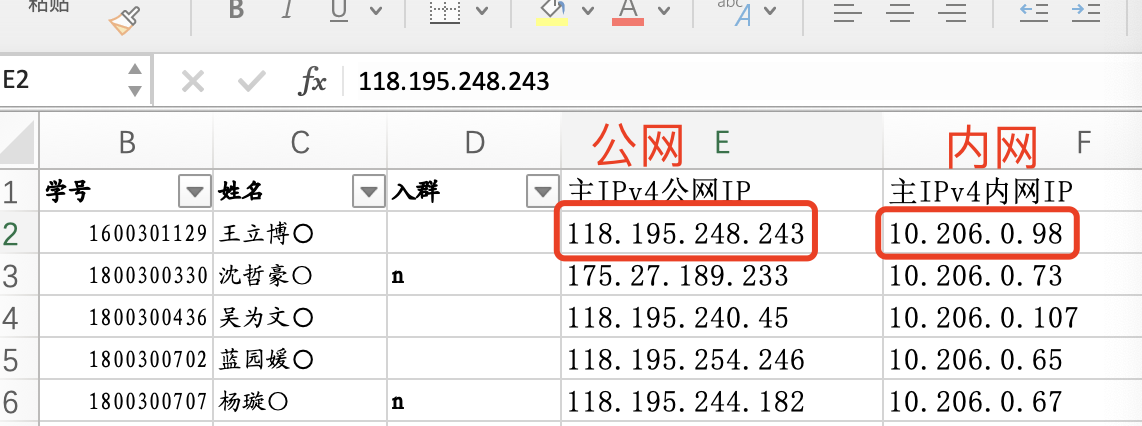 粘贴 B I U A abc A
E2 fx 118.195.248.243
B C D 公网 E 内网 F
1 学号 姓名 入群 主IPv4公网IP 主IPv4内网IP
2 1600301129 王立博〇 118.195.248.243 10.206.0.98
3 1800300330 沈哲豪〇 n 175.27.189.233 10.206.0.73
4 1800300436 吴为文〇 118.195.240.45 10.206.0.107
5 1800300702 蓝园媛〇 118.195.254.246 10.206.0.65
6 1800300707 杨璇〇 n 118.195.244.182 10.206.0.67